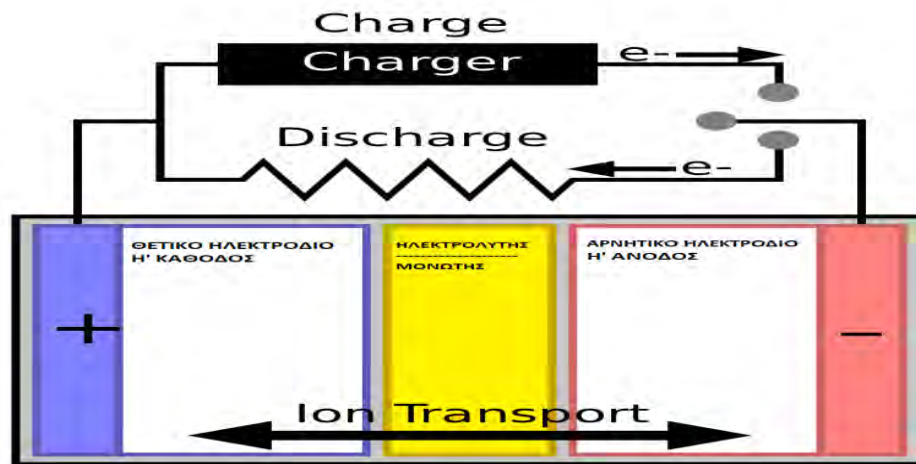 Charge
Charger
e-
Discharge
e-
ΘΕΤΙΚΟ ΗΛΕΚΤΡΟΔΙΟ
Η' ΚΑΘΟΔΟΣ
ΗΛΕΚΤΡΟΛΥΤΗΣ
--------------------
ΜΟΝΩΤΗΣ
ΑΡΝΗΤΙΚΟ ΗΛΕΚΤΡΟΔιΟ
Η' ΑΝΟΔΟΣ
+
−
Ion Transport